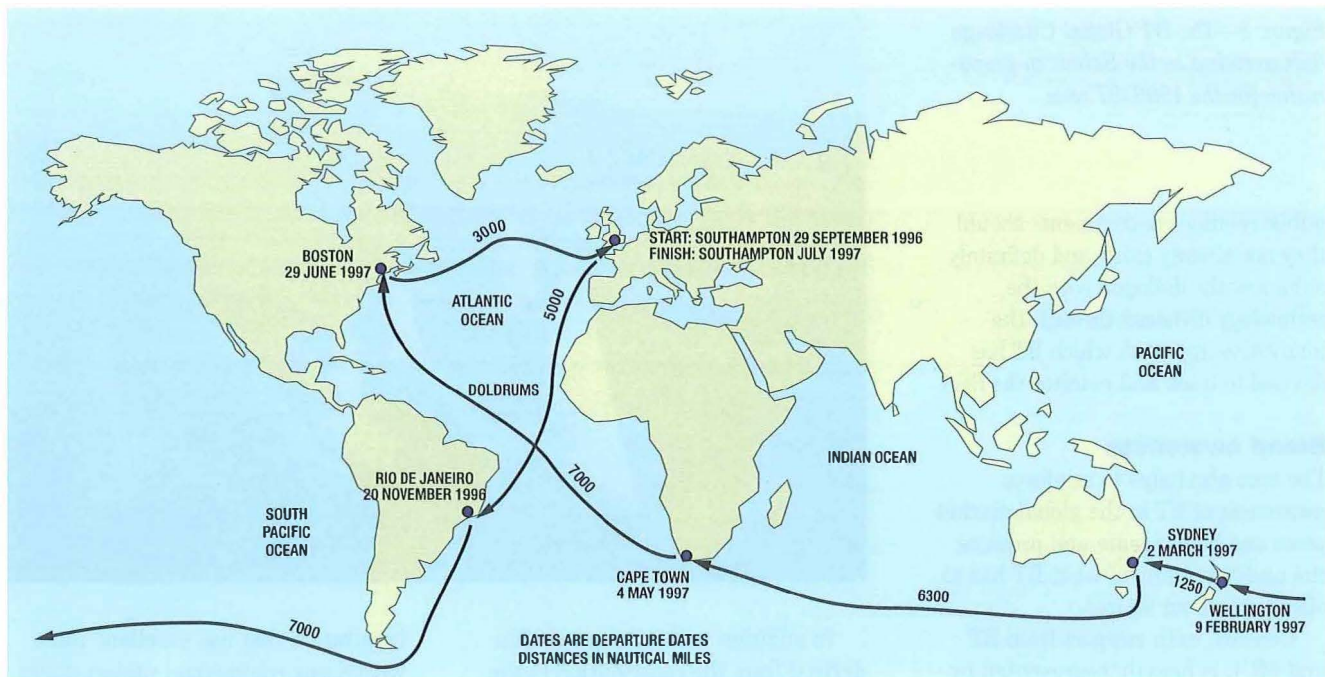 BOSTON
29 JUNE 1997
3000
START: SOUTHAMPTON 29 SEPTEMBER 1996
FINISH: SOUTHAMPTON JULY 1997
ATLANTIC
OCEAN
5000
DOLDRUMS
PACIFIC
OCEAN
RIO DE JANEIRO
20 NOVEMBER 1996
7000
INDIAN OCEAN
SOUTH
PACIFIC
OCEAN
CAPE TOWN
4 MAY 1997
6300
SYDNEY
2 MARCH 1997
1250
WELLINGTON
9 FEBRUARY 1997
7000
DATES ARE DEPARTURE DATES
DISTANCES IN NAUTICAL MILES